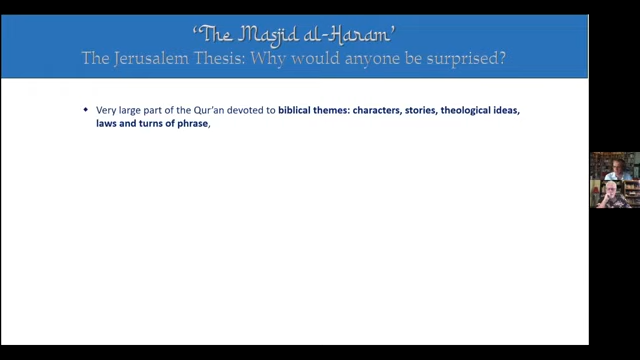 ‘The Masjid al-Haram’
The Jerusalem Thesis: Why would anyone be surprised?
◆ Very large part of the Qur'an devoted to biblical themes: characters, stories, theological ideas,
laws and turns of phrase,